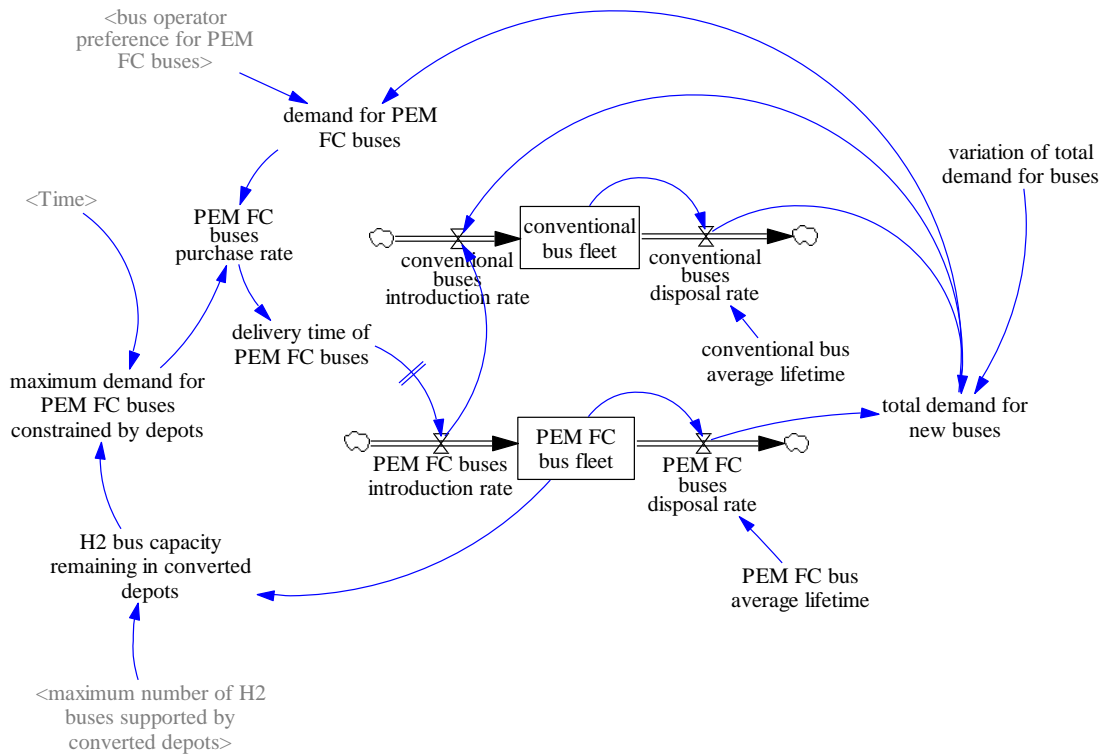 <bus operator
preference for PEM
FC buses>
demand for PEM
FC buses
variation of total
demand for buses
<Time>
PEM FC
buses
purchase rate
conventional
bus fleet
conventional
buses
introduction rate
conventional
buses
disposal rate
delivery time of
PEM FC buses
conventional bus
average lifetime
maximum demand for
PEM FC buses
constrained by depots
total demand for
new buses
PEM FC
bus fleet
PEM FC buses
introduction rate
PEM FC
buses
disposal rate
H2 bus capacity
remaining in converted
depots
PEM FC bus
average lifetime
<maximum number of H2
buses supported by
converted depots>